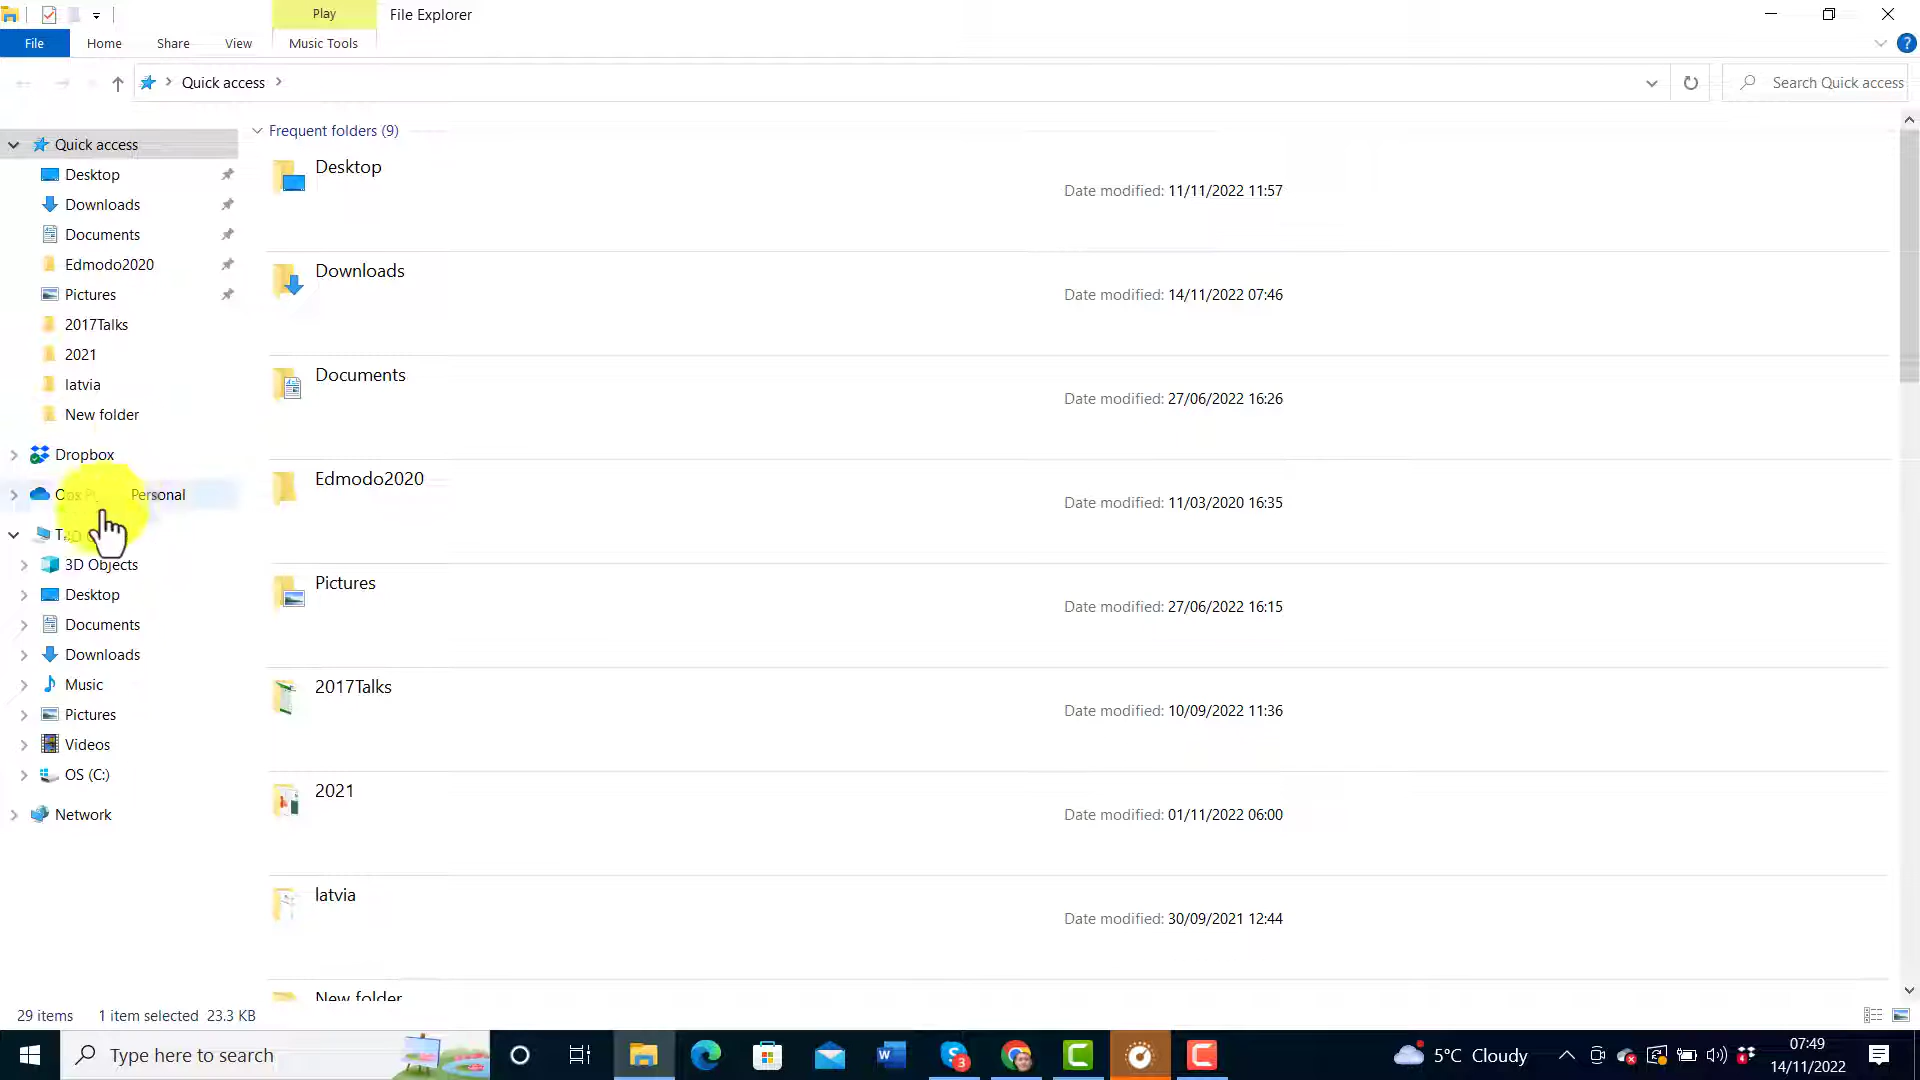 Play
File Explorer
File
Home
Share
View
Music Tools
Quick access
Search Quick access
Quick access
Desktop
Downloads
Documents
Edmodo2020
Pictures
2017Talks
2021
latvia
New folder
Dropbox
Personal
3D Objects
Desktop
Documents
Downloads
Music
Pictures
Videos
OS (C:)
Network
Frequent folders (9)
Desktop
Date modified: 11/11/2022 11:57
Downloads
Date modified: 14/11/2022 07:46
Documents
Date modified: 27/06/2022 16:26
Edmodo2020
Date modified: 11/03/2020 16:35
Pictures
Date modified: 27/06/2022 16:15
2017Talks
Date modified: 10/09/2022 11:36
2021
Date modified: 01/11/2022 06:00
latvia
Date modified: 30/09/2021 12:44
New folder
29 items
1 item selected 23.3 KB
Type here to search
5°C Cloudy
07:49
14/11/2022